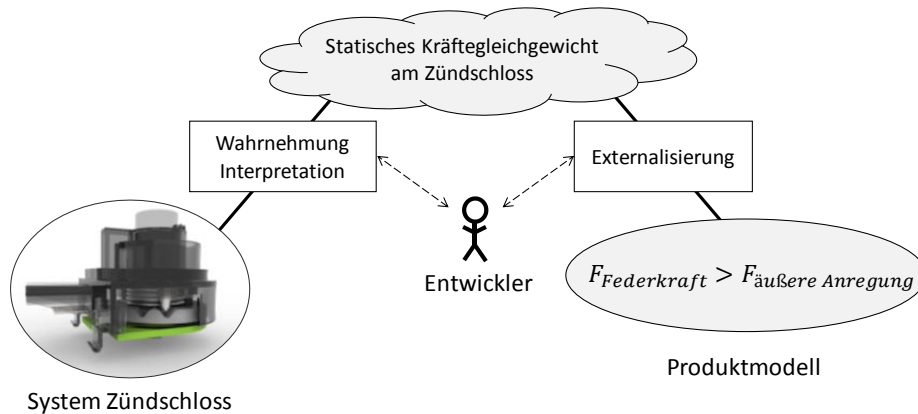 Statisches Kräftegleichgewicht
am Zündschloss
Wahrnehmung
Interpretation
Externalisierung
Entwickler
F_Federkraft > F_äußere Anregung
Produktmodell
System Zündschloss